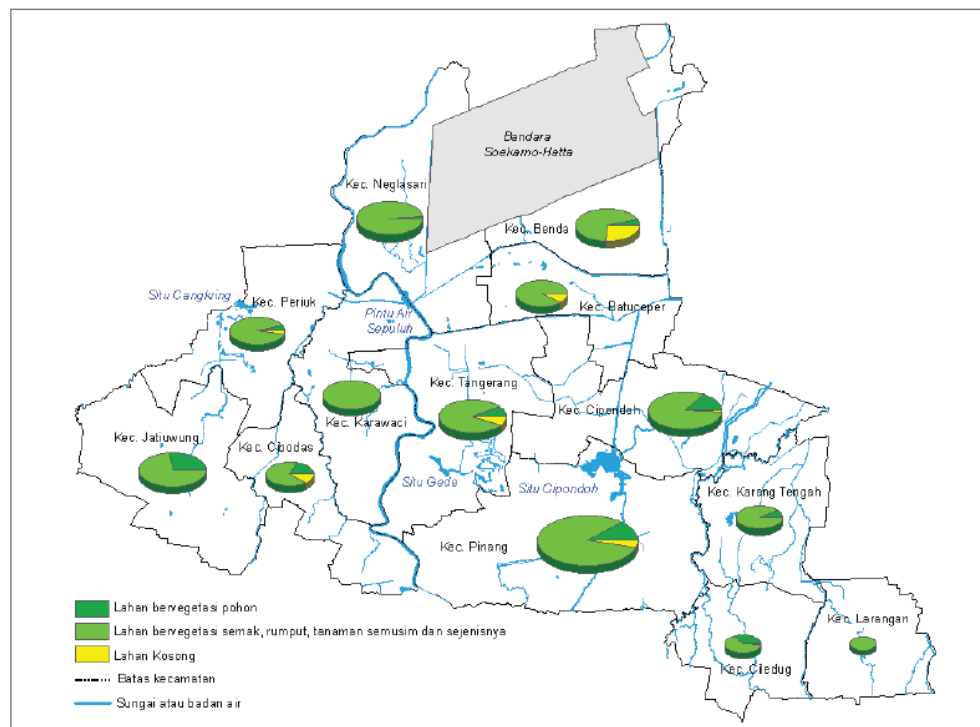 Bandara
Soekarno-Hatta
Kec. Neglasari
Kec. Benda
Situ Cangkring
Kec. Periuk
Pintu Air
Sepuluh
Kec. Batuceper
Kec. Tangerang
Kec. Cipondoh
Kec. Jatiuwung
Kec. Cibodas
Kec. Karawaci
Situ Gede
Situ Cipondoh
Kec. Karang Tengah
Kec. Pinang
Lahan bervegetasi pohon
Lahan bervegetasi semak, rumput, tanaman semusim dan sejenisnya
Lahan Kosong
Batas kecamatan
Sungai atau badan air
Kec. Larangan
Kec. Ciledug